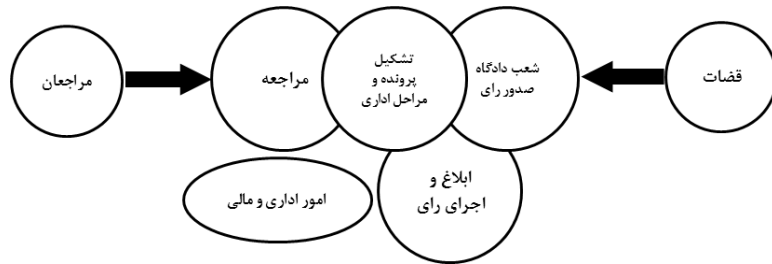 قضات
شعب دادگاه
صدور رای
تشکیل
پرونده و
مراحل اداری
مراجعه
مراجعان
ابلاغ و
اجرای رای
امور اداری و مالی